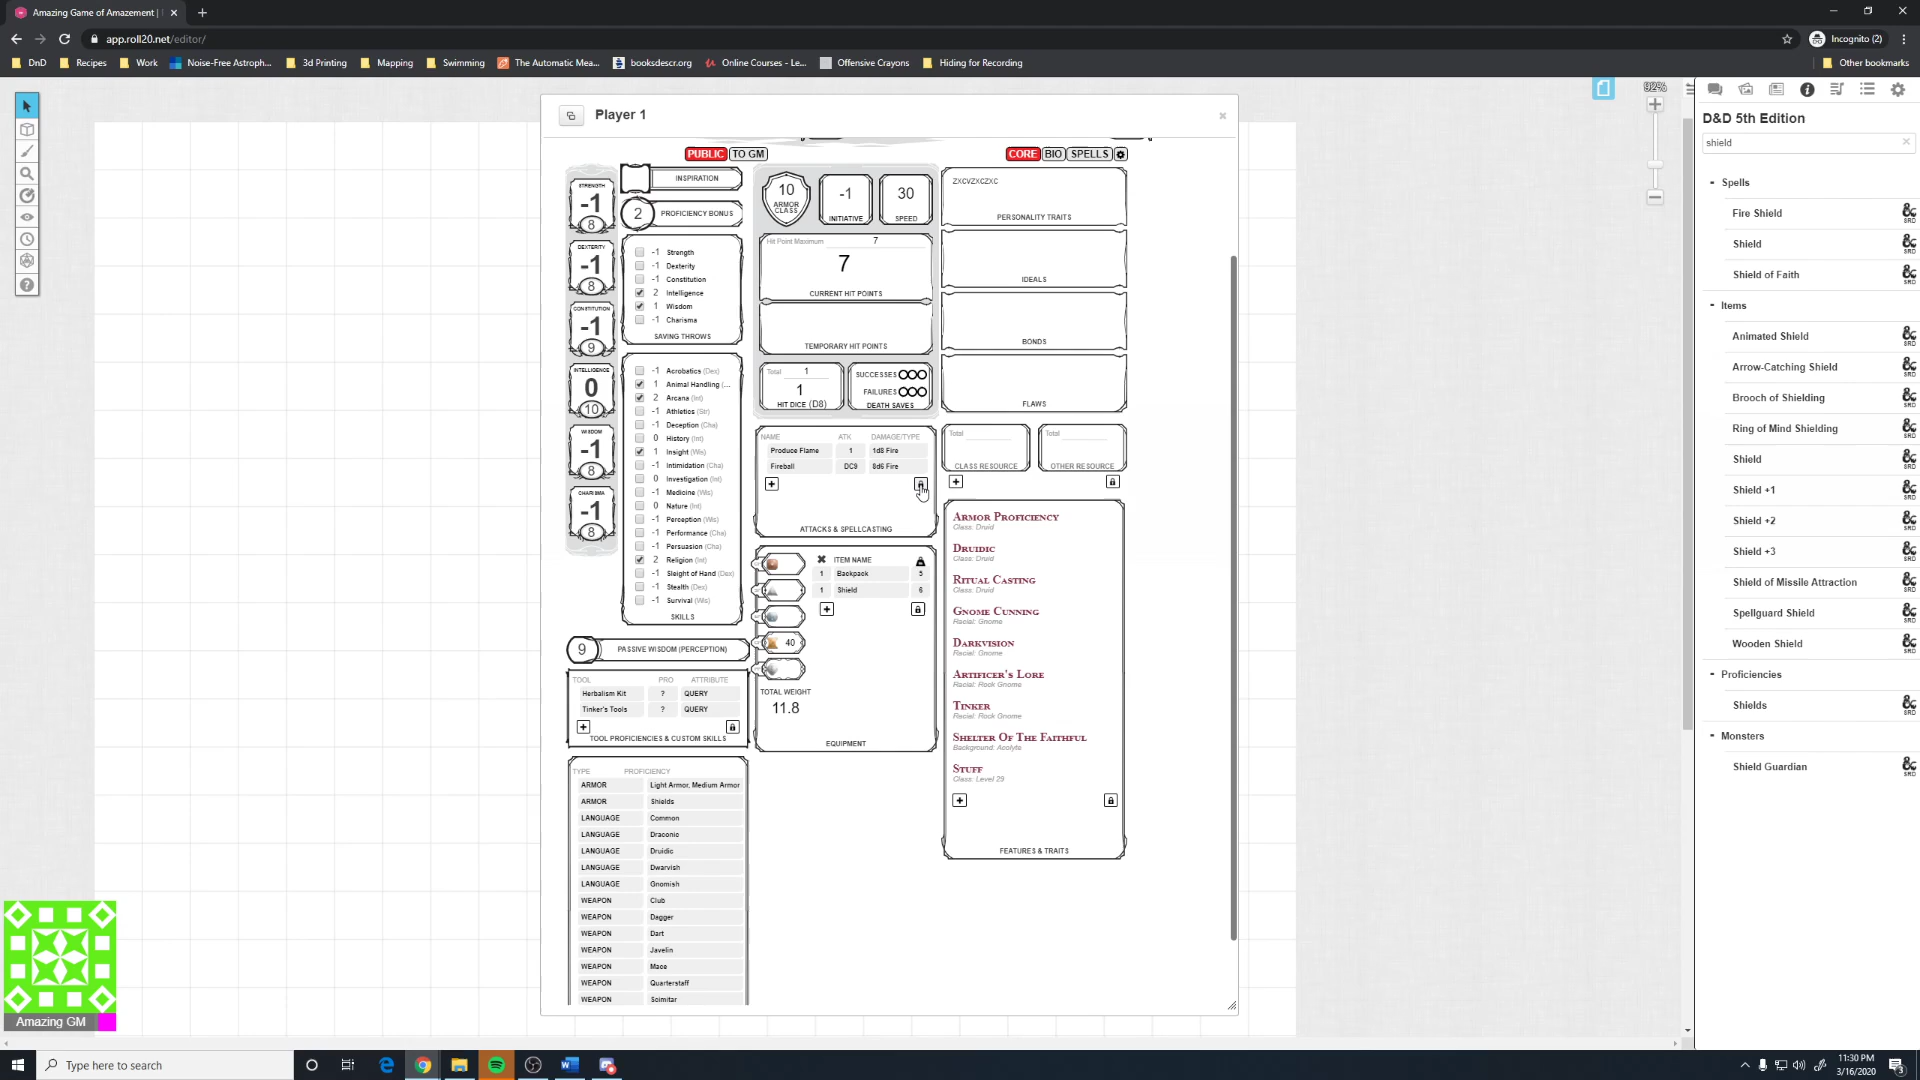 Amazing Game of Amazement |
app.roll20.net/editor/
Incognito (2)
DnD
Recipes
Work
Noise-Free Astroph...
3d Printing
Mapping
Swimming
The Automatic Mea...
booksdescr.org
Online Courses - Le...
Offensive Crayons
Hiding for Recording
Other bookmarks
92%
Player 1
PUBLIC TO GM
CORE BIO SPELLS
STRENGTH
-1
8
DEXTERITY
-1
8
CONSTITUTION
-1
9
INTELLIGENCE
0
10
WISDOM
-1
8
CHARISMA
-1
8
INSPIRATION
2 PROFICIENCY BONUS
-1 Strength
-1 Dexterity
-1 Constitution
2 Intelligence
1 Wisdom
-1 Charisma
SAVING THROWS
-1 Acrobatics (Dex)
1 Animal Handling (...
2 Arcana (Int)
-1 Athletics (Str)
-1 Deception (Cha)
0 History (Int)
1 Insight (Wis)
-1 Intimidation (Cha)
0 Investigation (Int)
-1 Medicine (Wis)
0 Nature (Int)
-1 Perception (Wis)
-1 Performance (Cha)
-1 Persuasion (Cha)
2 Religion (Int)
-1 Sleight of Hand (Dex)
-1 Stealth (Dex)
-1 Survival (Wis)
SKILLS
9 PASSIVE WISDOM (PERCEPTION)
TOOL PRO ATTRIBUTE
Herbalism Kit ? QUERY
Tinker's Tools ? QUERY
+
TOOL PROFICIENCIES & CUSTOM SKILLS
TYPE PROFICIENCY
ARMOR Light Armor, Medium Armor
ARMOR Shields
LANGUAGE Common
LANGUAGE Draconic
LANGUAGE Druidic
LANGUAGE Dwarvish
LANGUAGE Gnomish
WEAPON Club
WEAPON Dagger
WEAPON Dart
WEAPON Javelin
WEAPON Mace
WEAPON Quarterstaff
WEAPON Scimitar
10
ARMOR
CLASS
-1
INITIATIVE
30
SPEED
Hit Point Maximum 7
7
CURRENT HIT POINTS
TEMPORARY HIT POINTS
Total 1
1
HIT DICE (D8)
SUCCESSES
FAILURES
DEATH SAVES
NAME ATK DAMAGE/TYPE
Produce Flame 1 1d8 Fire
Fireball DC9 8d6 Fire
+
ATTACKS & SPELLCASTING
ITEM NAME
1 Backpack 5
1 Shield 6
+
40
TOTAL WEIGHT
11.8
EQUIPMENT
ZXCVZXCZXC
PERSONALITY TRAITS
IDEALS
BONDS
FLAWS
Total
CLASS RESOURCE
Total
OTHER RESOURCE
+
ARMOR PROFICIENCY
Class: Druid
DRUIDIC
Class: Druid
RITUAL CASTING
Class: Druid
GNOME CUNNING
Racial: Gnome
DARKVISION
Racial: Gnome
ARTIFICER'S LORE
Racial: Rock Gnome
TINKER
Racial: Rock Gnome
SHELTER OF THE FAITHFUL
Background: Acolyte
STUFF
Class: Level 29
+
FEATURES & TRAITS
D&D 5th Edition
shield
Spells
Fire Shield
Shield
Shield of Faith
Items
Animated Shield
Arrow-Catching Shield
Brooch of Shielding
Ring of Mind Shielding
Shield
Shield +1
Shield +2
Shield +3
Shield of Missile Attraction
Spellguard Shield
Wooden Shield
Proficiencies
Shields
Monsters
Shield Guardian
Amazing GM
Type here to search
11:30 PM
3/16/2020